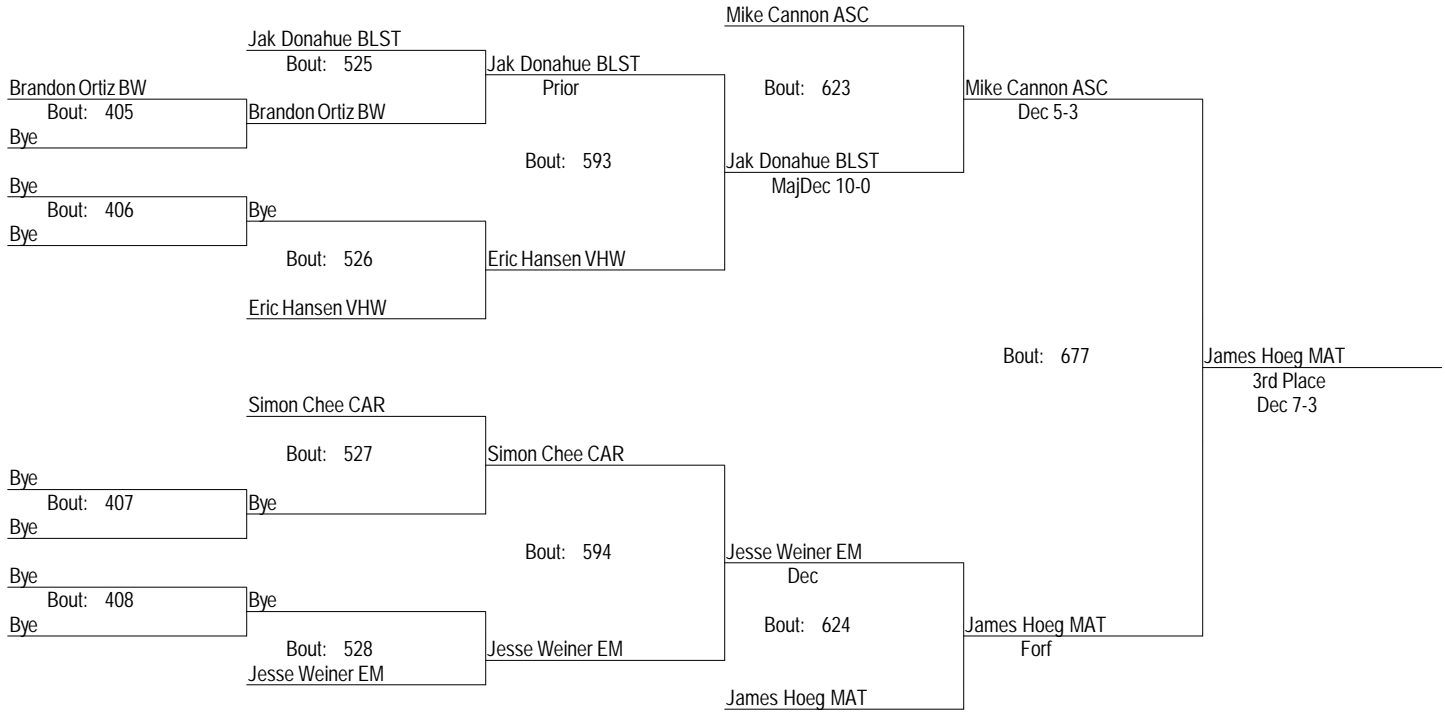 Mike Cannon ASC
Jak Donahue BLST
Bout: 525
Jak Donahue BLST
Prior
Brandon Ortiz BW
Bout: 405
Brandon Ortiz BW
Bye
Bout: 623
Mike Cannon ASC
Dec 5-3
Bout: 593
Jak Donahue BLST
MajDec 10-0
Bye
Bout: 406
Bye
Bye
Bout: 526
Eric Hansen VHW
Eric Hansen VHW
Bout: 677
James Hoeg MAT
3rd Place
Dec 7-3
Simon Chee CAR
Bout: 527
Simon Chee CAR
Bye
Bout: 407
Bye
Bye
Bout: 594
Jesse Weiner EM
Dec
Bye
Bout: 408
Bye
Bye
Bout: 624
James Hoeg MAT
Forf
Bout: 528
Jesse Weiner EM
Jesse Weiner EM
James Hoeg MAT